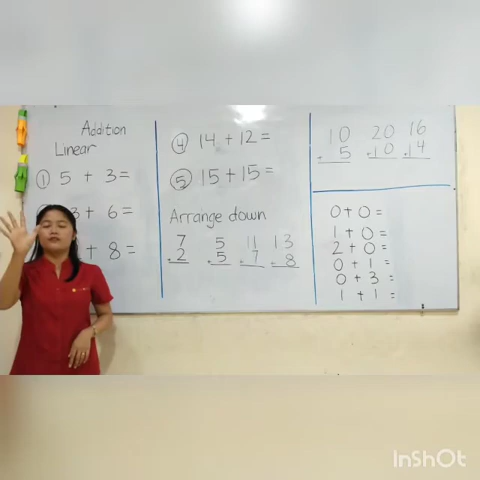 Addition
Linear
① 5 + 3 =
3 + 6 =
+ 8 =
④ 14 + 12 =
⑤ 15 + 15 =
Arrange down
7 5 11 13
+2 +5 +7 +8
10 20 16
+5 +10 +14
0 + 0 =
1 + 0 =
2 + 0 =
0 + 1 =
0 + 3 =
1 + 1 =
InShOt